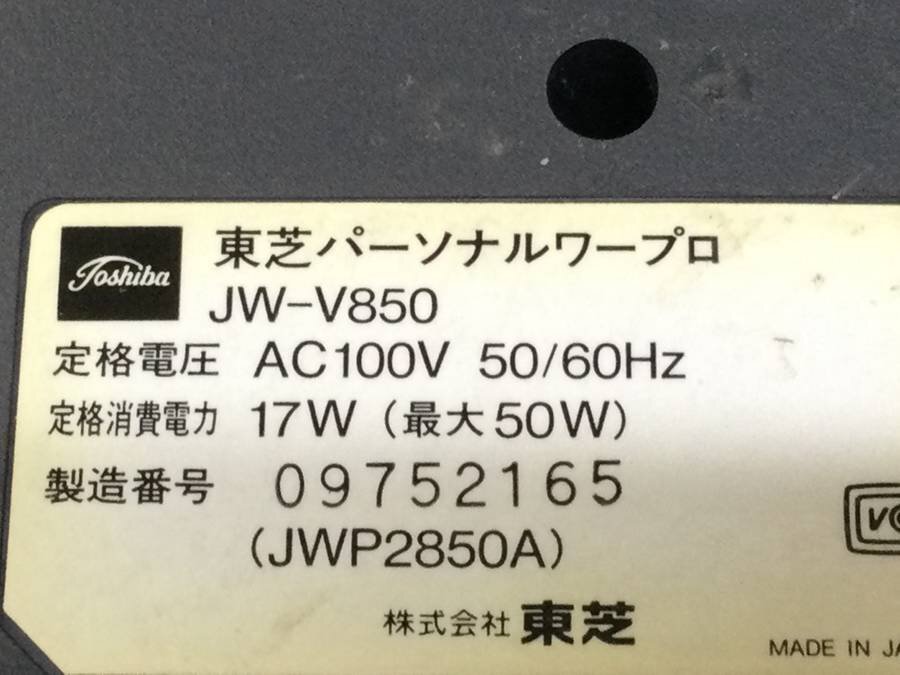 Toshiba
東芝パーソナルワープロ
JW-V850
定格電圧 AC100V 50/60Hz
定格消費電力 17W (最大50W)
製造番号 09752165
(JWP2850A)
株式会社 東芝
MADE IN